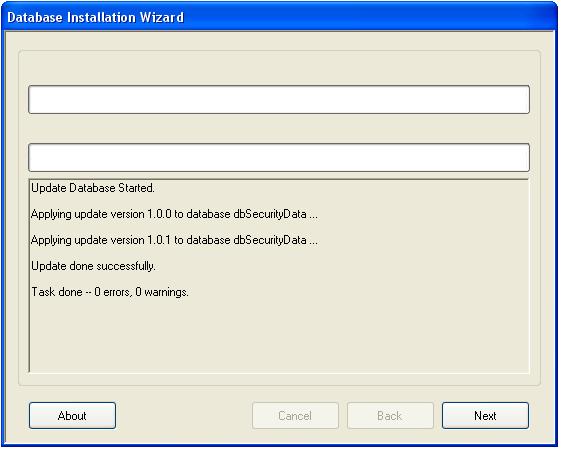 Database Installation Wizard
Update Database Started.
Applying update version 1.0.0 to database dbSecurityData ...
Applying update version 1.0.1 to database dbSecurityData ...
Update done successfully.
Task done -- 0 errors, 0 warnings.
About
Cancel
Back
Next